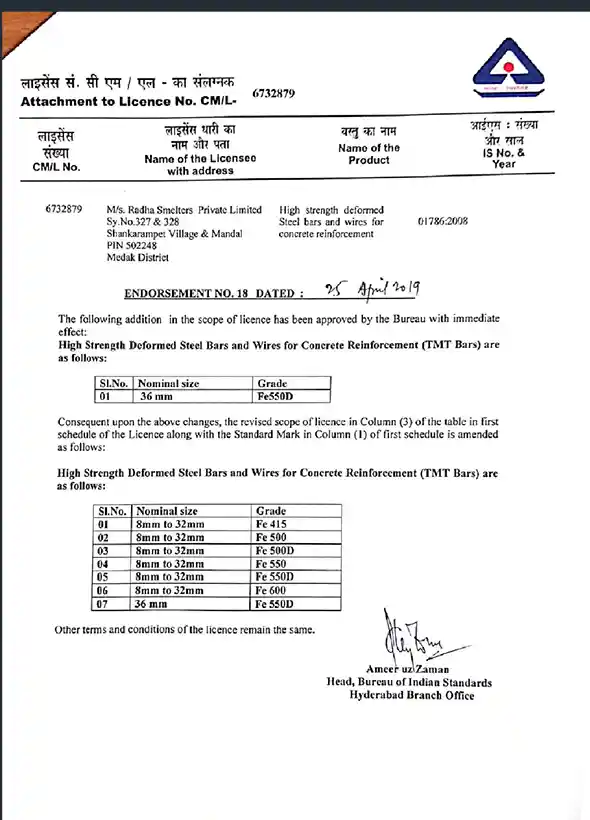 लाइसेंस सं. सी एम / एल - का संलग्नक
Attachment to Licence No. CM/L- 6732879
लाइसेंस संख्या
CM/L No.
लाइसेंस धारी का नाम और पता
Name of the Licensee with address
वस्तु का नाम
Name of the Product
आईएस : संख्या और साल
IS No. & Year
6732879
M/s. Radha Smelters Private Limited
Sy.No.327 & 328
Shankarampet Village & Mandal
PIN 502248
Medak District
High strength deformed
Steel bars and wires for
concrete reinforcement
01786:2008
ENDORSEMENT NO. 18 DATED : 25 April 2019
The following addition in the scope of licence has been approved by the Bureau with immediate
effect:
High Strength Deformed Steel Bars and Wires for Concrete Reinforcement (TMT Bars) are
as follows:
Sl.No. Nominal size Grade
01 36 mm Fe550D
Consequent upon the above changes, the revised scope of licence in Column (3) of the table in first
schedule of the Licence along with the Standard Mark in Column (1) of first schedule is amended
as follows:
High Strength Deformed Steel Bars and Wires for Concrete Reinforcement (TMT Bars) are
as follows:
Sl.No. Nominal size Grade
01 8mm to 32mm Fe 415
02 8mm to 32mm Fe 500
03 8mm to 32mm Fe 500D
04 8mm to 32mm Fe 550
05 8mm to 32mm Fe 550D
06 8mm to 32mm Fe 600
07 36 mm Fe 550D
Other terms and conditions of the licence remain the same.
Ameer uz Zaman
Head, Bureau of Indian Standards
Hyderabad Branch Office